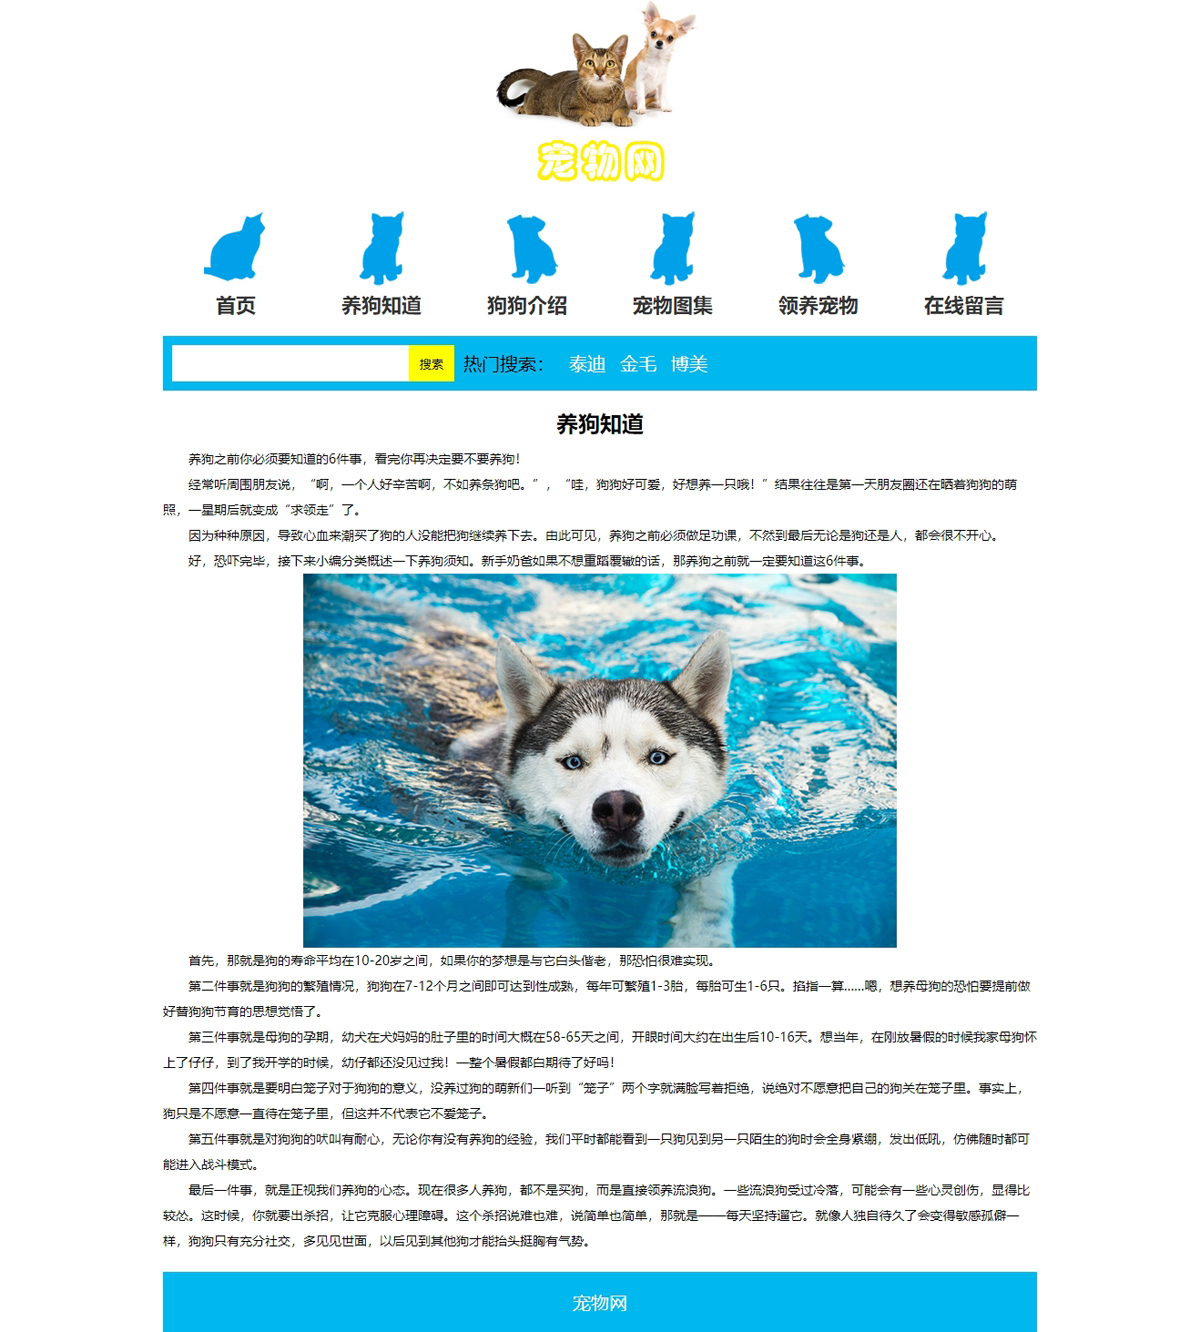 宠物网
首页 养狗知道 狗狗介绍 宠物图集 领养宠物 在线留言
搜索 热门搜索： 泰迪 金毛 博美
养狗知道
养狗之前你必须要知道的6件事，看完你再决定要不要养狗！
经常听周围朋友说，“啊，一个人好辛苦啊，不如养条狗吧。”，“哇，狗狗好可爱，好想养一只哦！”结果往往是第一天朋友圈还在晒着狗狗的萌
照，一星期后就变成“求领走”了。
因为种种原因，导致心血来潮买了狗的人没能把狗继续养下去。由此可见，养狗之前必须做足功课，不然到最后无论是狗还是人，都会很不开心。
好，恐吓完毕，接下来小编分类概述一下养狗须知。新手奶爸如果不想重蹈覆辙的话，那养狗之前就一定要知道这6件事。
首先，那就是狗的寿命平均在10-20岁之间，如果你的梦想是与它白头偕老，那恐怕很难实现。
第二件事就是狗狗的繁殖情况，狗狗在7-12个月之间即可达到性成熟，每年可繁殖1-3胎，每胎可生1-6只。掐指一算……嗯，想养母狗的恐怕要提前做
好替狗狗节育的思想觉悟了。
第三件事就是母狗的孕期，幼犬在犬妈妈的肚子里的时间大概在58-65天之间，开眼时间大约在出生后10-16天。想当年，在刚放暑假的时候我家母狗怀
上了仔仔，到了我开学的时候，幼仔都还没见过我！一整个暑假都白期待了好吗！
第四件事就是要明白笼子对于狗狗的意义，没养过狗的萌新们一听到“笼子”两个字就满脸写着拒绝，说绝对不愿意把自己的狗关在笼子里。事实上，
狗只是不愿意一直待在笼子里，但这并不代表它不爱笼子。
第五件事就是对狗狗的吠叫有耐心，无论你有没有养狗的经验，我们平时都能看到一只狗见到另一只陌生的狗时会全身紧绷，发出低吼，仿佛随时都可
能进入战斗模式。
最后一件事，就是正视我们养狗的心态。现在很多人养狗，都不是买狗，而是直接领养流浪狗。一些流浪狗受过冷落，可能会有一些心灵创伤，显得比
较怂。这时候，你就要出杀招，让它克服心理障碍。这个杀招说难也难，说简单也简单，那就是——每天坚持遛它。就像人独自待久了会变得敏感孤僻一
样，狗狗只有充分社交，多见见世面，以后见到其他狗才能抬头挺胸有气势。
宠物网